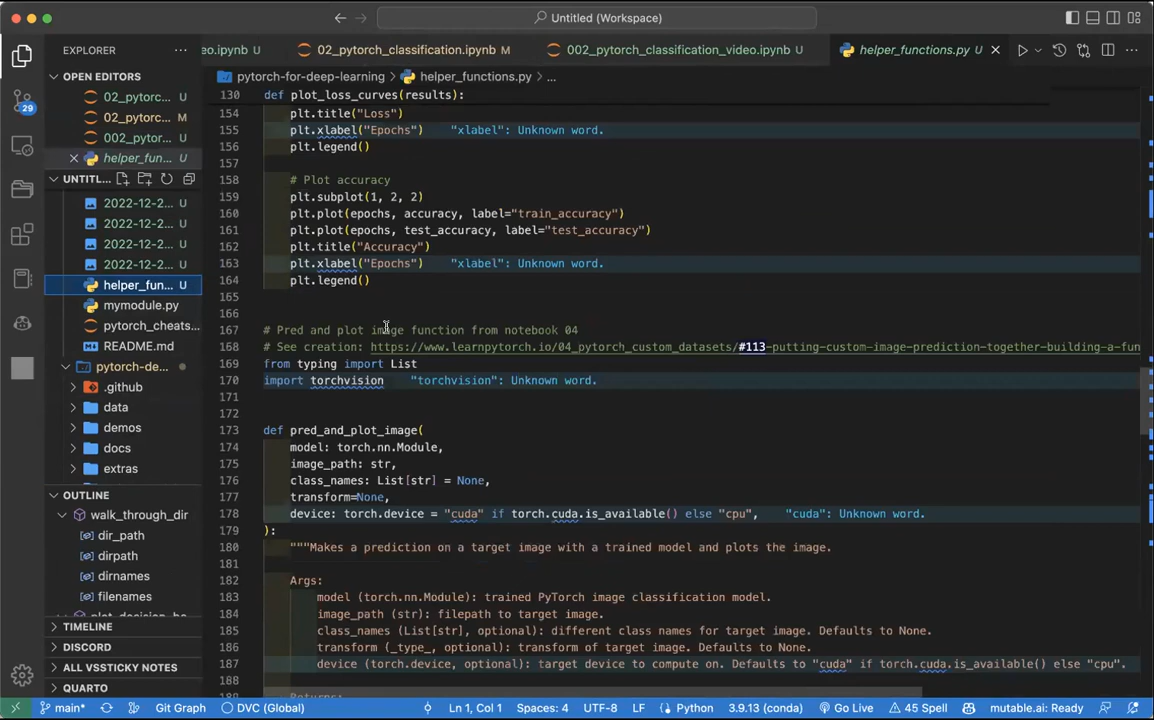 Untitled (Workspace)
EXPLORER
eo.ipynb U
02_pytorch_classification.ipynb M
002_pytorch_classification_video.ipynb U
helper_functions.py U
OPEN EDITORS
02_pytorc... U
02_pytorc... M
002_pytor... U
helper_fun... U
29
UNTITL...
2022-12-2... U
2022-12-2... U
2022-12-2... U
2022-12-2... U
helper_fun... U
mymodule.py
pytorch_cheats...
README.md
pytorch-de...
.github
data
demos
docs
extras
OUTLINE
walk_through_dir
dir_path
dirpath
dirnames
filenames
TIMELINE
DISCORD
ALL VSSTICKY NOTES
QUARTO
pytorch-for-deep-learning > helper_functions.py > ...
130 def plot_loss_curves(results):
154 plt.title("Loss")
155 plt.xlabel("Epochs") "xlabel": Unknown word.
156 plt.legend()
157
158 # Plot accuracy
159 plt.subplot(1, 2, 2)
160 plt.plot(epochs, accuracy, label="train_accuracy")
161 plt.plot(epochs, test_accuracy, label="test_accuracy")
162 plt.title("Accuracy")
163 plt.xlabel("Epochs") "xlabel": Unknown word.
164 plt.legend()
165
166
167 # Pred and plot image function from notebook 04
168 # See creation: https://www.learnpytorch.io/04_pytorch_custom_datasets/#113-putting-custom-image-prediction-together-building-a-fun
169 from typing import List
170 import torchvision "torchvision": Unknown word.
171
172
173 def pred_and_plot_image(
174 model: torch.nn.Module,
175 image_path: str,
176 class_names: List[str] = None,
177 transform=None,
178 device: torch.device = "cuda" if torch.cuda.is_available() else "cpu", "cuda": Unknown word.
179 ):
180 """Makes a prediction on a target image with a trained model and plots the image.
181
182 Args:
183 model (torch.nn.Module): trained PyTorch image classification model.
184 image_path (str): filepath to target image.
185 class_names (List[str], optional): different class names for target image. Defaults to None.
186 transform (_type_, optional): transform of target image. Defaults to None.
187 device (torch.device, optional): target device to compute on. Defaults to "cuda" if torch.cuda.is_available() else "cpu".
188
main* Git Graph DVC (Global) Ln 1, Col 1 Spaces: 4 UTF-8 LF Python 3.9.13 (conda) Go Live 45 Spell mutable.ai: Ready